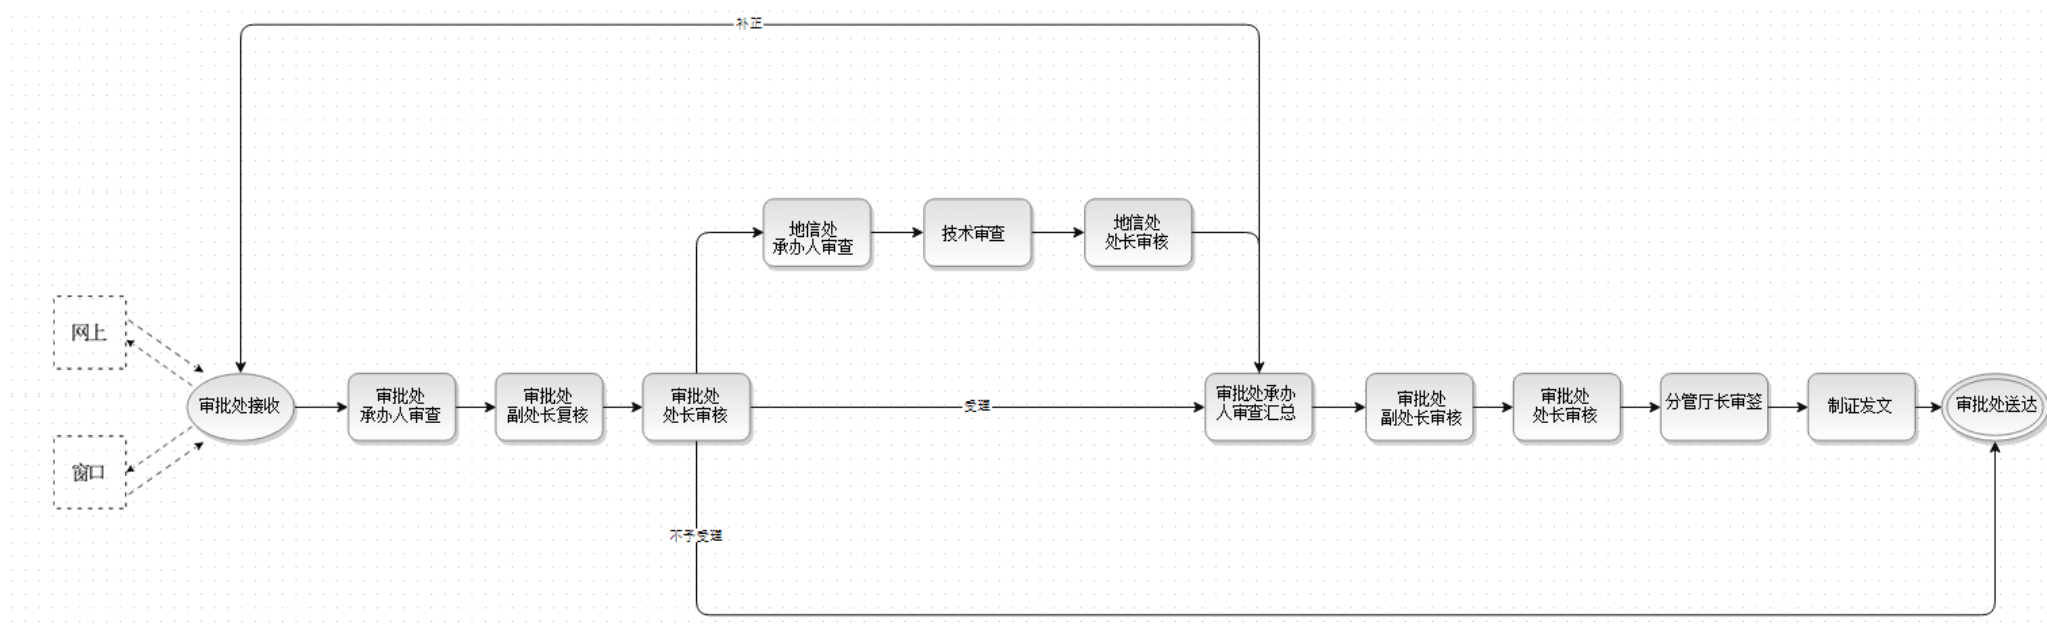 补正
地信处
承办人审查
技术审查
地信处
处长审核
网上
窗口
审批处接收
审批处
承办人审查
审批处
副处长复核
审批处
处长审核
受理
不予受理
审批处承办
人审查汇总
审批处
副处长审核
审批处
处长审核
分管厅长审签
制证发文
审批处送达